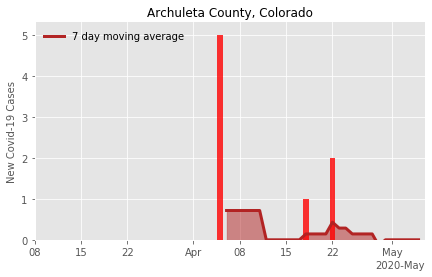 Archuleta County, Colorado
7 day moving average
New Covid-19 Cases
5
4
3
2
1
0
08 15 22 Apr 08 15 22 May
2020-May